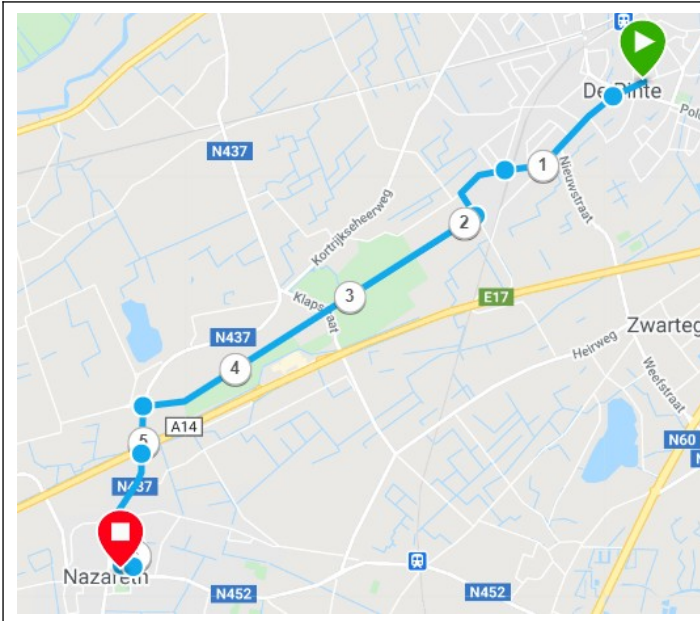 De Pinte
Pol
N437
1
Nieuwstraat
Kortrijkseheerweg
2
3
Klapstraat
E17
Zwarteg
N437
Heirweg
4
Weefstraat
A14
5
N60
N
N437
Nazareth
N452
N452